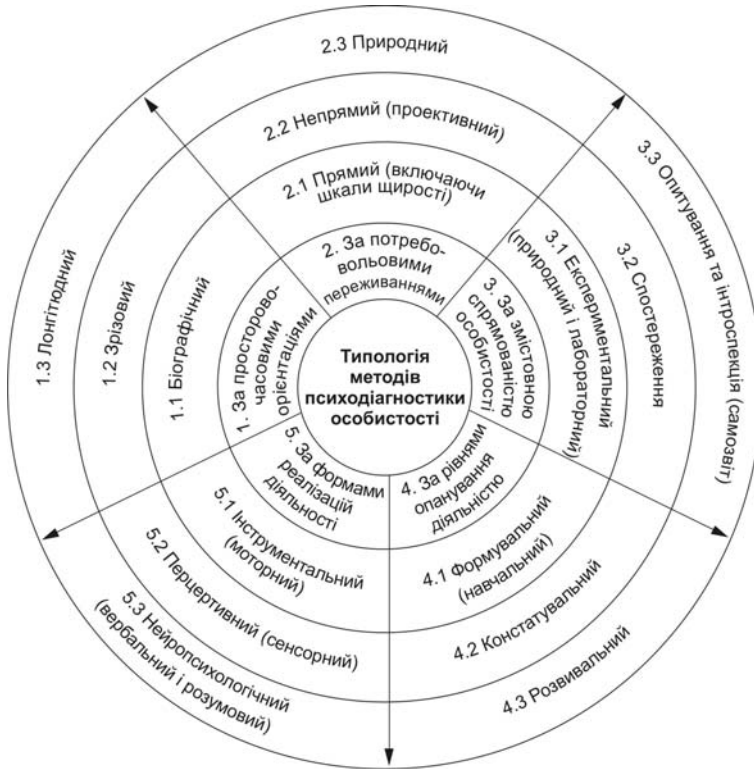 Типологія
методів
психодіагностики
особистості
1. За просторово-
часовими
орієнтаціями
1.1 Біографічний
1.2 Зрізовий
1.3 Лонгітюдний
2. За потребо-
вольовими
переживаннями
2.1 Прямий (включаючи
шкали щирості)
2.2 Непрямий (проективний)
2.3 Природний
3. За змістовною
спрямованістю
особистості
3.1 Експериментальний
(природний і лабораторний)
3.2 Спостереження
3.3 Опитування та інтроспекція (самозвіт)
4. За рівнями
опанування
діяльністю
4.1 Формувальний
(навчальний)
4.2 Констатувальний
4.3 Розвивальний
5. За формами
реалізацій
діяльності
5.1 Інструментальний
(моторний)
5.2 Перцертивний (сенсорний)
5.3 Нейропсихологічний
(вербальний і розумовий)